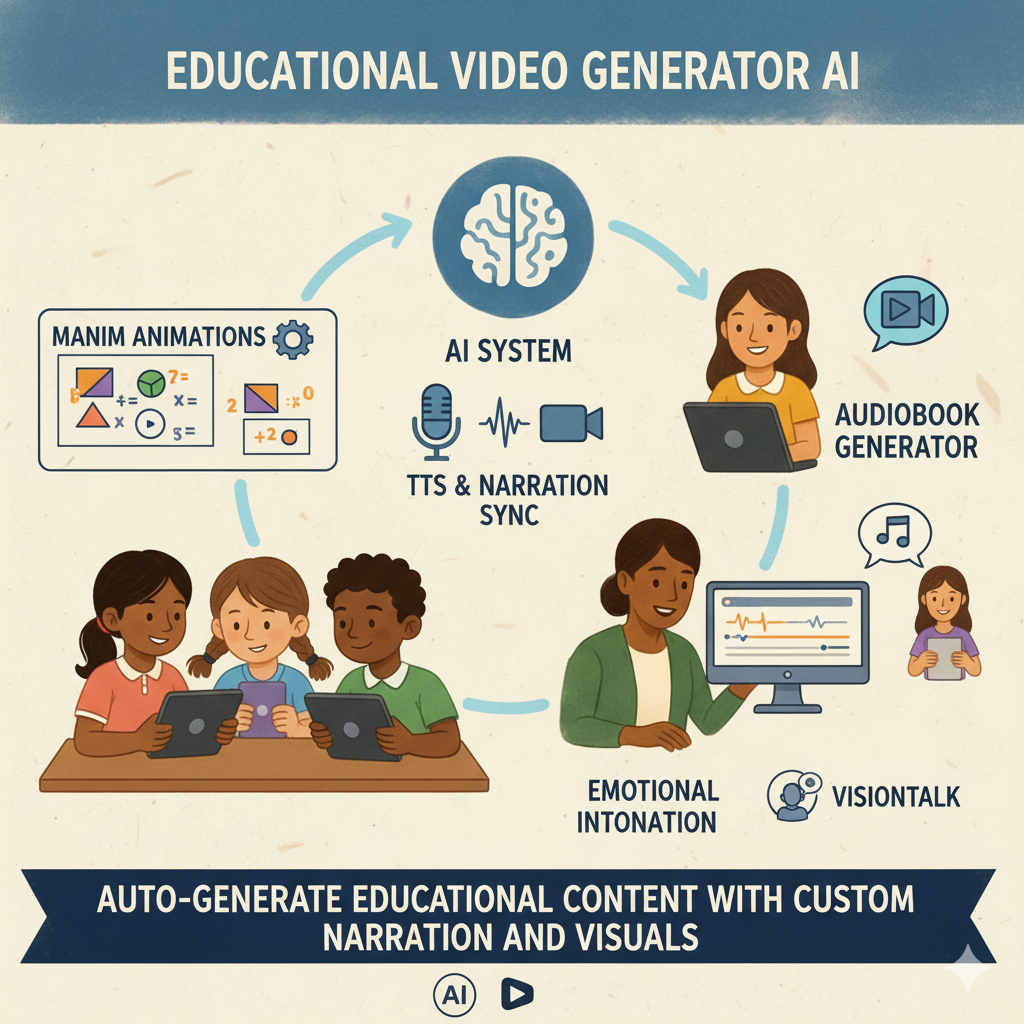 EDUCATIONAL VIDEO GENERATOR AI
MANIM ANIMATIONS
7=
+=
x=
x
5=
2
:x
0
+2
AI SYSTEM
TTS & NARRATION
SYNC
AUDIOBOOK
GENERATOR
EMOTIONAL
INTONATION
VISIONTALK
AUTO-GENERATE EDUCATIONAL CONTENT WITH CUSTOM
NARRATION AND VISUALS
AI